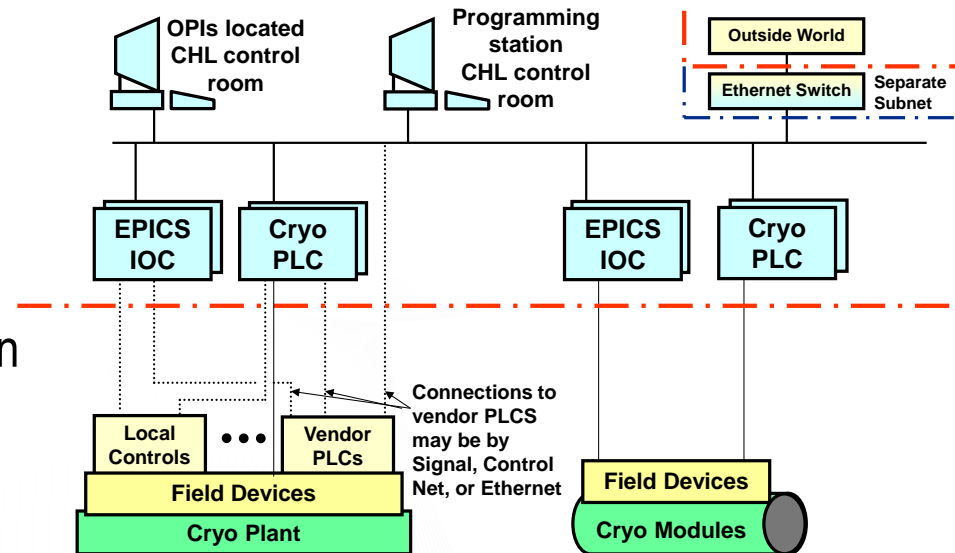 OPIs located
CHL control
room
Programming
station
CHL control
room
Outside World
Ethernet Switch
Separate
Subnet
EPICS
IOC
Cryo
PLC
EPICS
IOC
Cryo
PLC
n
Connections to
vendor PLCS
may be by
Signal, Control
Net, or Ethernet
Local
Controls
Vendor
PLCs
Field Devices
Cryo Plant
Field Devices
Cryo Modules